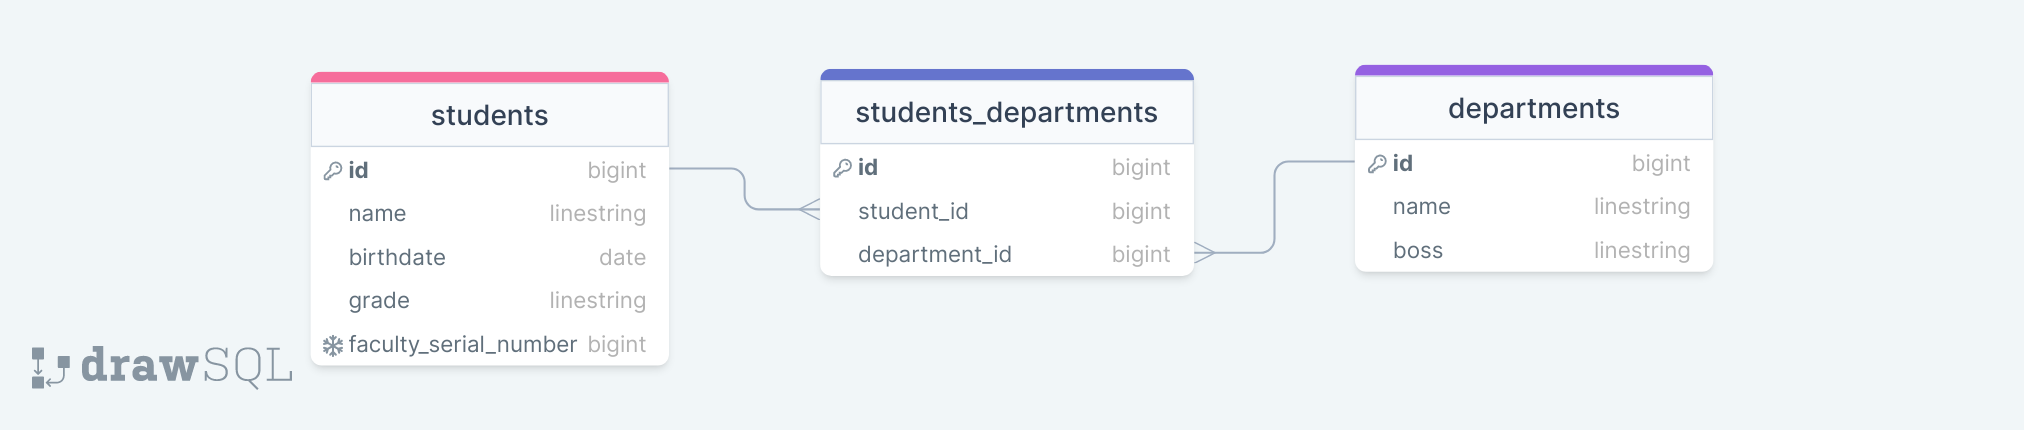 students
id bigint
name linestring
birthdate date
grade linestring
faculty_serial_number bigint
students_departments
id bigint
student_id bigint
department_id bigint
departments
id bigint
name linestring
boss linestring
drawSQL